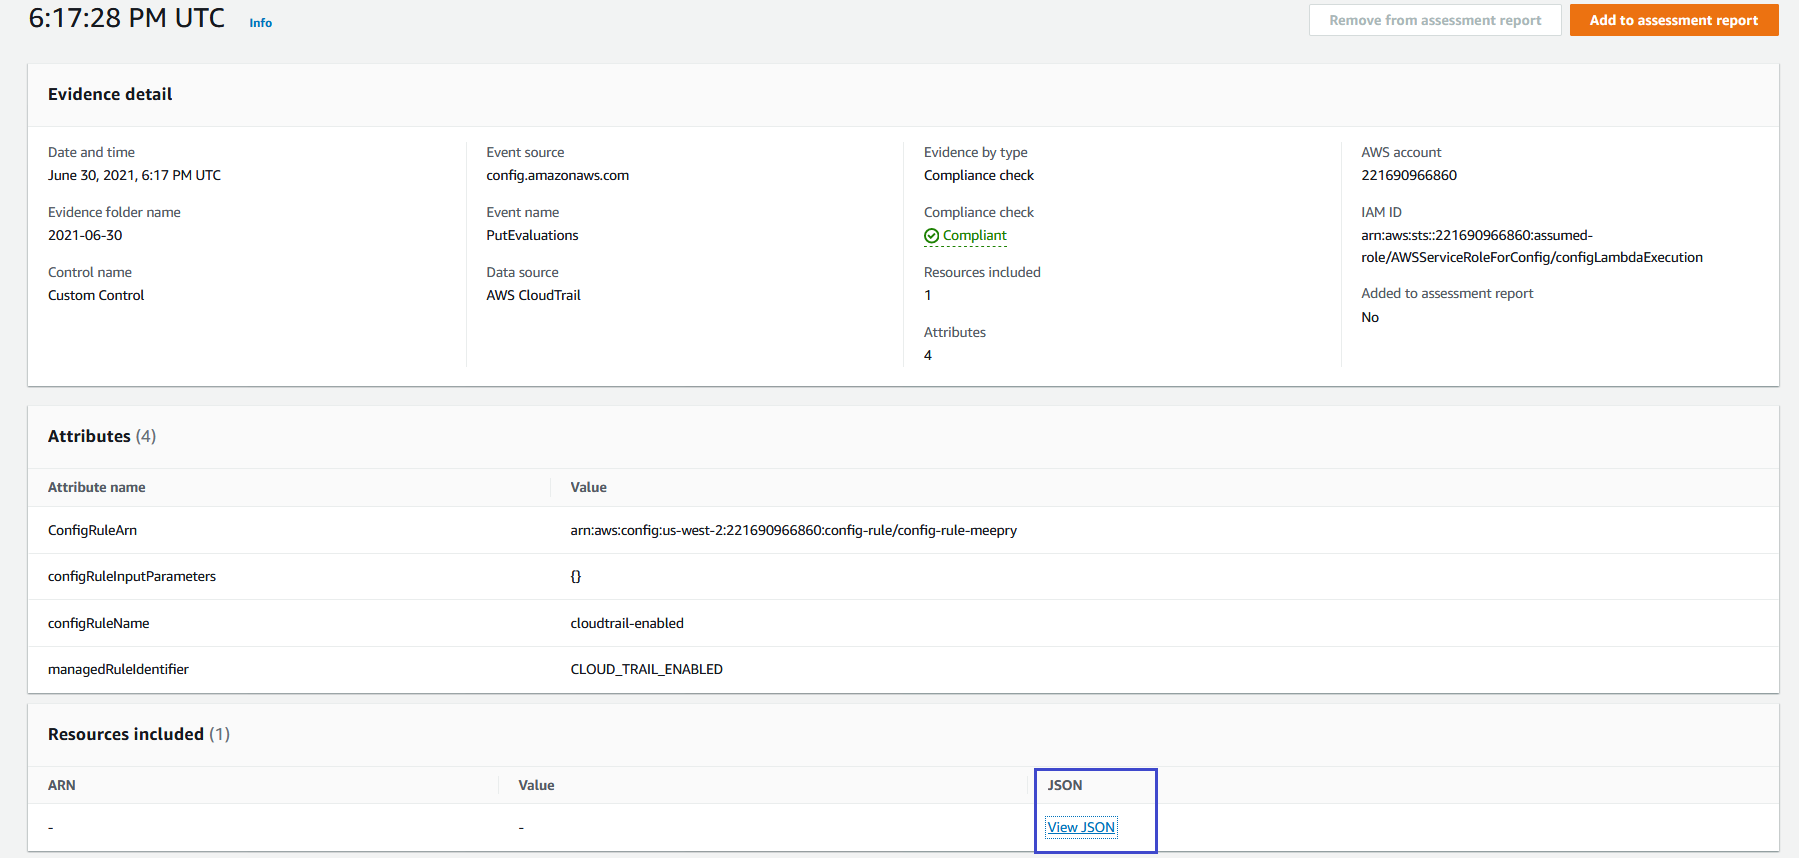 6:17:28 PM UTC Info
Remove from assessment report Add to assessment report
Evidence detail
Date and time
June 30, 2021, 6:17 PM UTC
Evidence folder name
2021-06-30
Control name
Custom Control
Event source
config.amazonaws.com
Event name
PutEvaluations
Data source
AWS CloudTrail
Evidence by type
Compliance check
Compliance check
Compliant
Resources included
1
Attributes
4
AWS account
221690966860
IAM ID
arn:aws:sts::221690966860:assumed-
role/AWSServiceRoleForConfig/configLambdaExecution
Added to assessment report
No
Attributes (4)
Attribute name Value
ConfigRuleArn arn:aws:config:us-west-2:221690966860:config-rule/config-rule-meepry
configRuleInputParameters {}
configRuleName cloudtrail-enabled
managedRuleIdentifier CLOUD_TRAIL_ENABLED
Resources included (1)
ARN Value JSON
- - View JSON